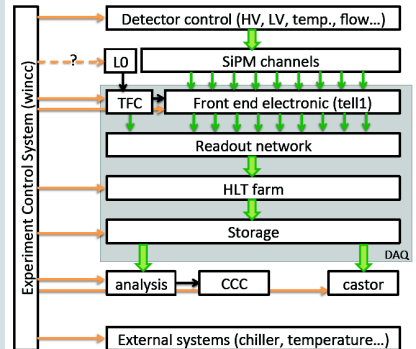 Experiment Control System (wincc)
Detector control (HV, LV, temp., flow...)
?
L0
SiPM channels
TFC
Front end electronic (tell1)
Readout network
HLT farm
Storage
DAQ
analysis
CCC
castor
External systems (chiller, temperature...)